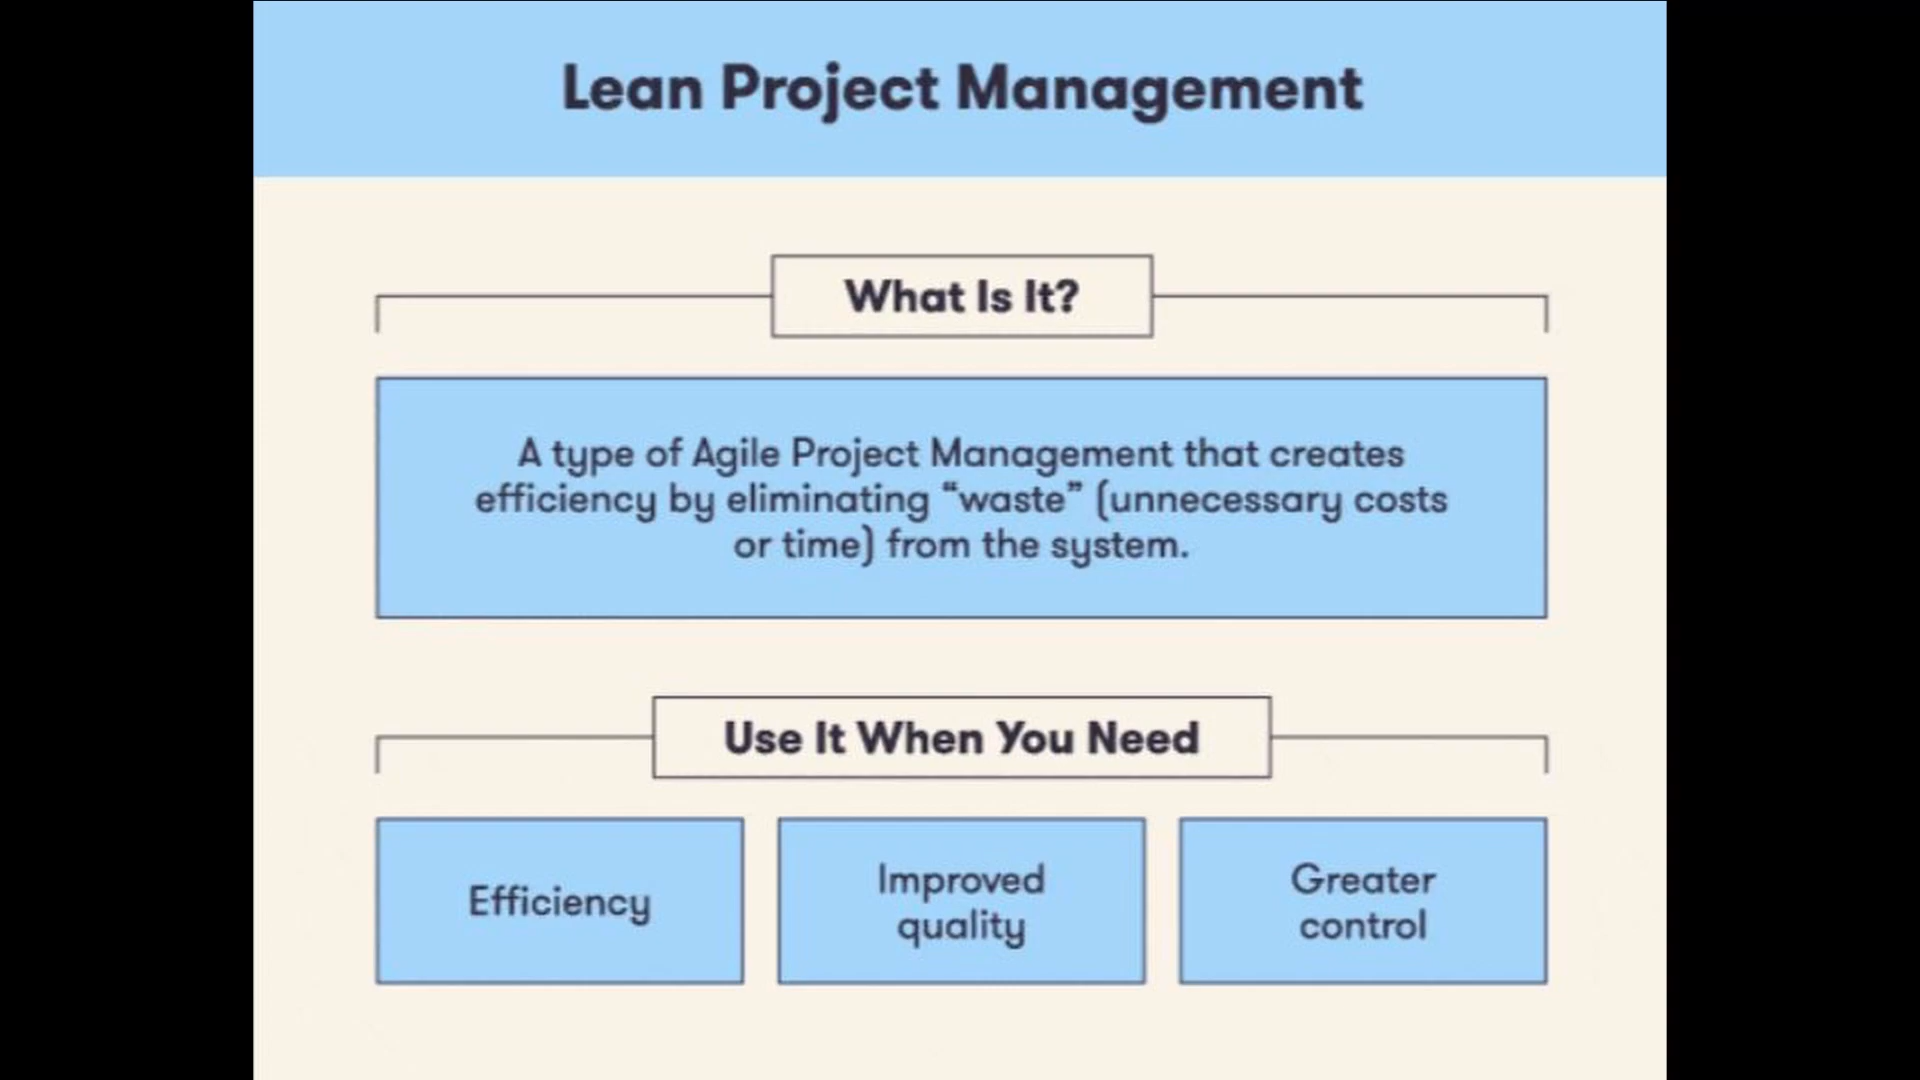 Lean Project Management
What Is It?
A type of Agile Project Management that creates
efficiency by eliminating “waste” (unnecessary costs
or time) from the system.
Use It When You Need
Efficiency
Improved
quality
Greater
control